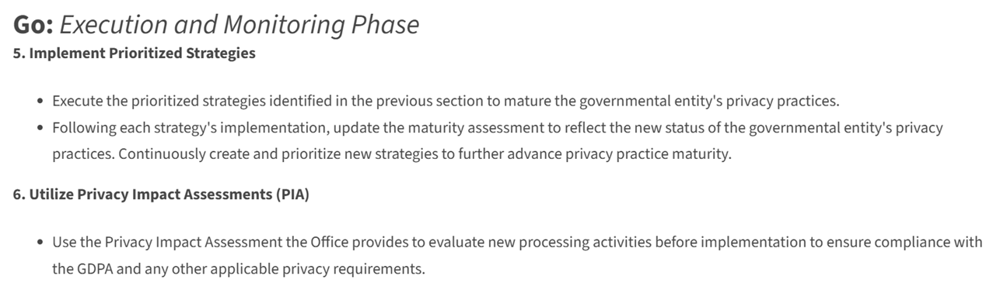 Go: Execution and Monitoring Phase
5. Implement Prioritized Strategies
• Execute the prioritized strategies identified in the previous section to mature the governmental entity's privacy practices.
• Following each strategy's implementation, update the maturity assessment to reflect the new status of the governmental entity's privacy
practices. Continuously create and prioritize new strategies to further advance privacy practice maturity.
6. Utilize Privacy Impact Assessments (PIA)
• Use the Privacy Impact Assessment the Office provides to evaluate new processing activities before implementation to ensure compliance with
the GDPA and any other applicable privacy requirements.